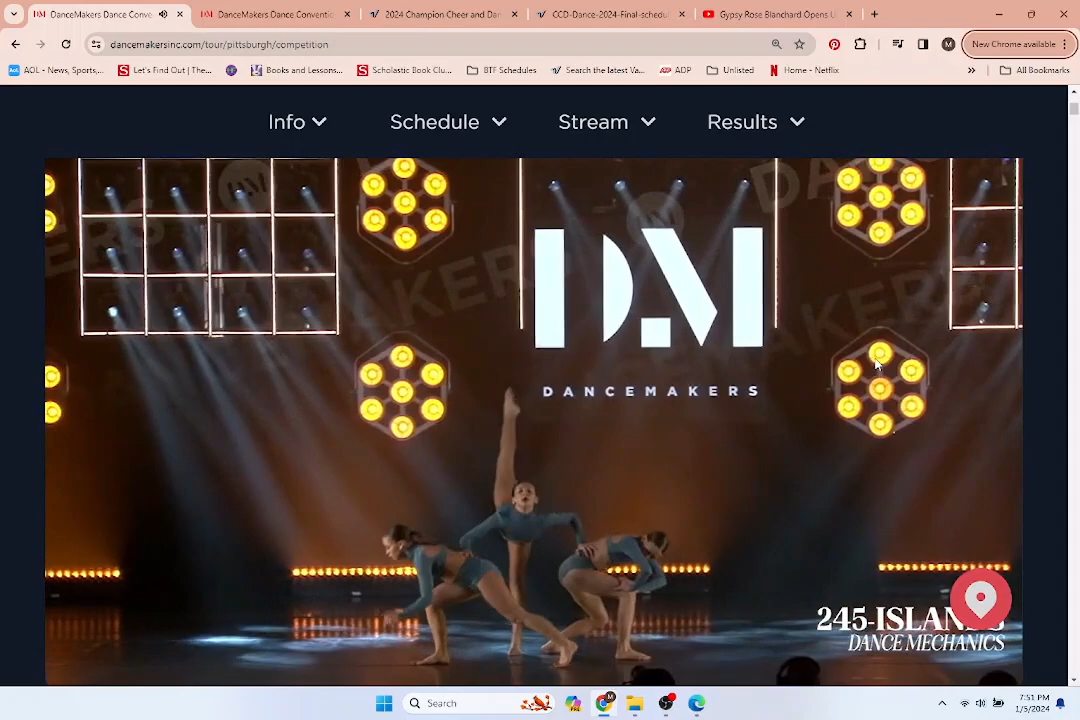 DanceMakers Dance Conve
DanceMakers Dance Conventio
2024 Champion Cheer and Dan
CCD-Dance-2024-Final-schedu
Gypsy Rose Blanchard Opens U
dancemakersinc.com/tour/pittsburgh/competition
New Chrome available
AOL - News, Sports,...
Let's Find Out | The...
Books and Lessons...
Scholastic Book Clu...
BTF Schedules
Search the latest Va...
ADP
Unlisted
Home - Netflix
All Bookmarks
Info
Schedule
Stream
Results
DM
DANCEMAKERS
245-ISLAN
DANCE MECHANICS
Search
7:51 PM
1/5/2024